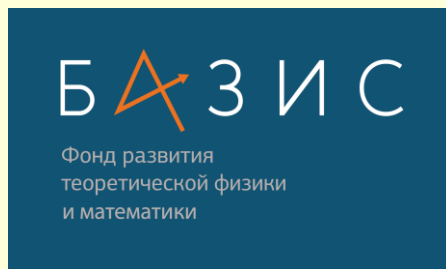 БАЗИС
Фонд развития
теоретической физики
и математики